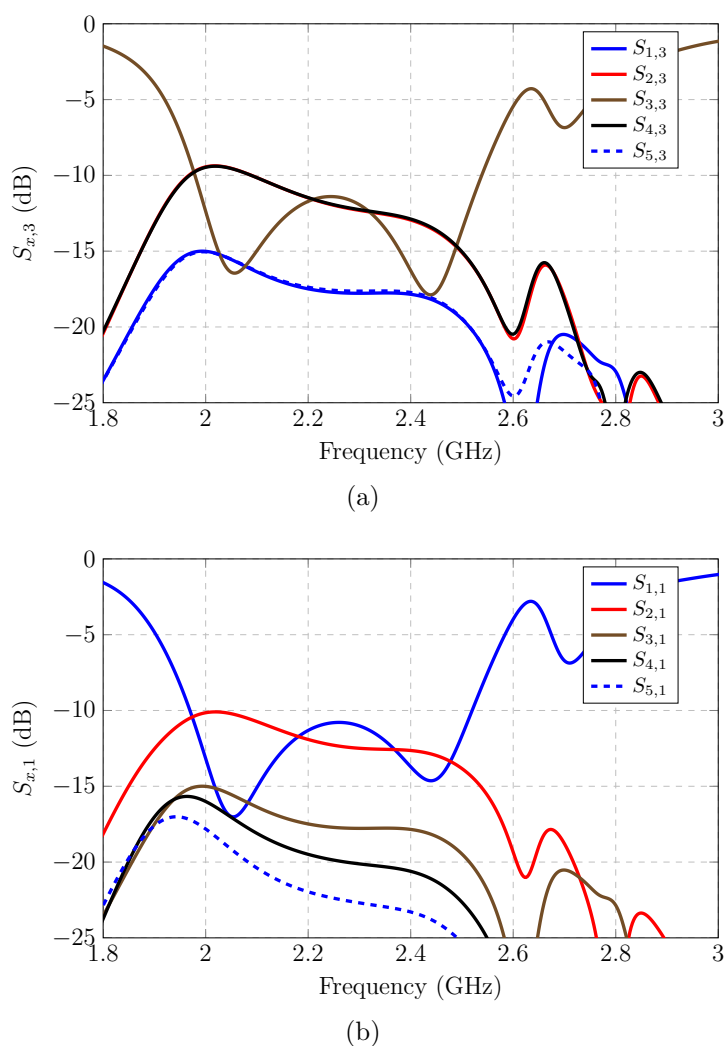 0
−5
−10
−15
−20
−25
S_{x,3} (dB)
1.8 2 2.2 2.4 2.6 2.8 3
Frequency (GHz)
S_{1,3}
S_{2,3}
S_{3,3}
S_{4,3}
S_{5,3}
(a)
0
−5
−10
−15
−20
−25
S_{x,1} (dB)
1.8 2 2.2 2.4 2.6 2.8 3
Frequency (GHz)
S_{1,1}
S_{2,1}
S_{3,1}
S_{4,1}
S_{5,1}
(b)